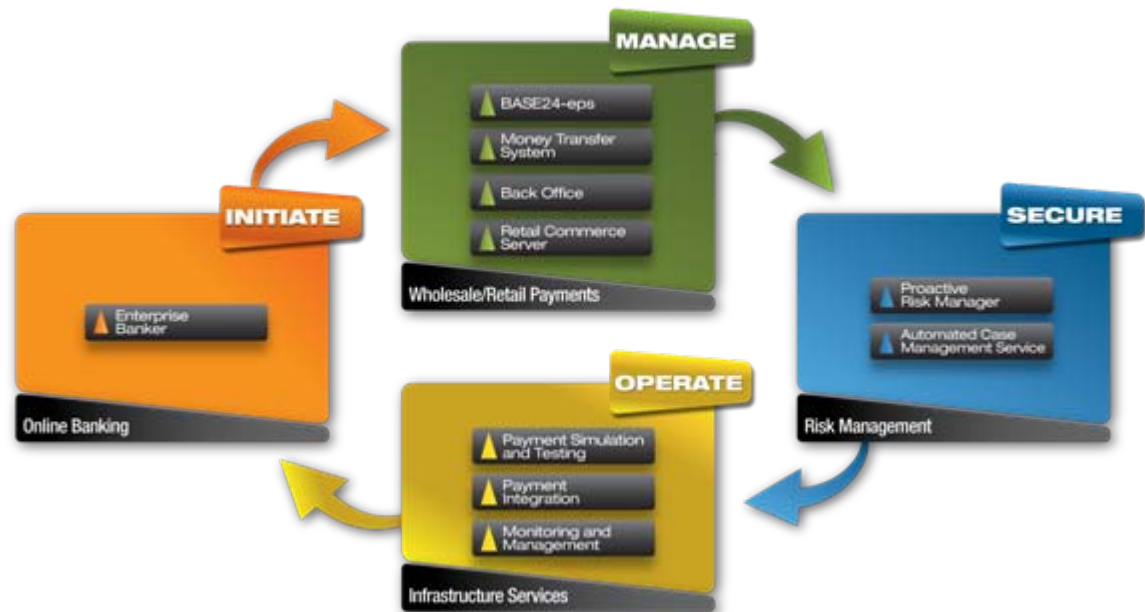 MANAGE
BASE24-eps
Money Transfer
System
Back Office
Retail Commerce
Server
Wholesale/Retail Payments
INITIATE
Enterprise
Banker
Online Banking
SECURE
Proactive
Risk Manager
Automated Case
Management Service
Risk Management
OPERATE
Payment Simulation
and Testing
Payment
Integration
Monitoring and
Management
Infrastructure Services